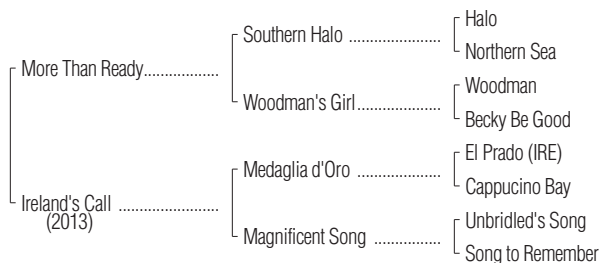 Halo
Southern Halo ....................
Northern Sea
More Than Ready..................
Woodman
Woodman's Girl....................
Becky Be Good
El Prado (IRE)
Medaglia d'Oro ....................
Cappucino Bay
Ireland's Call ........................
(2013)
Unbridled's Song
Magnificent Song ................
Song to Remember